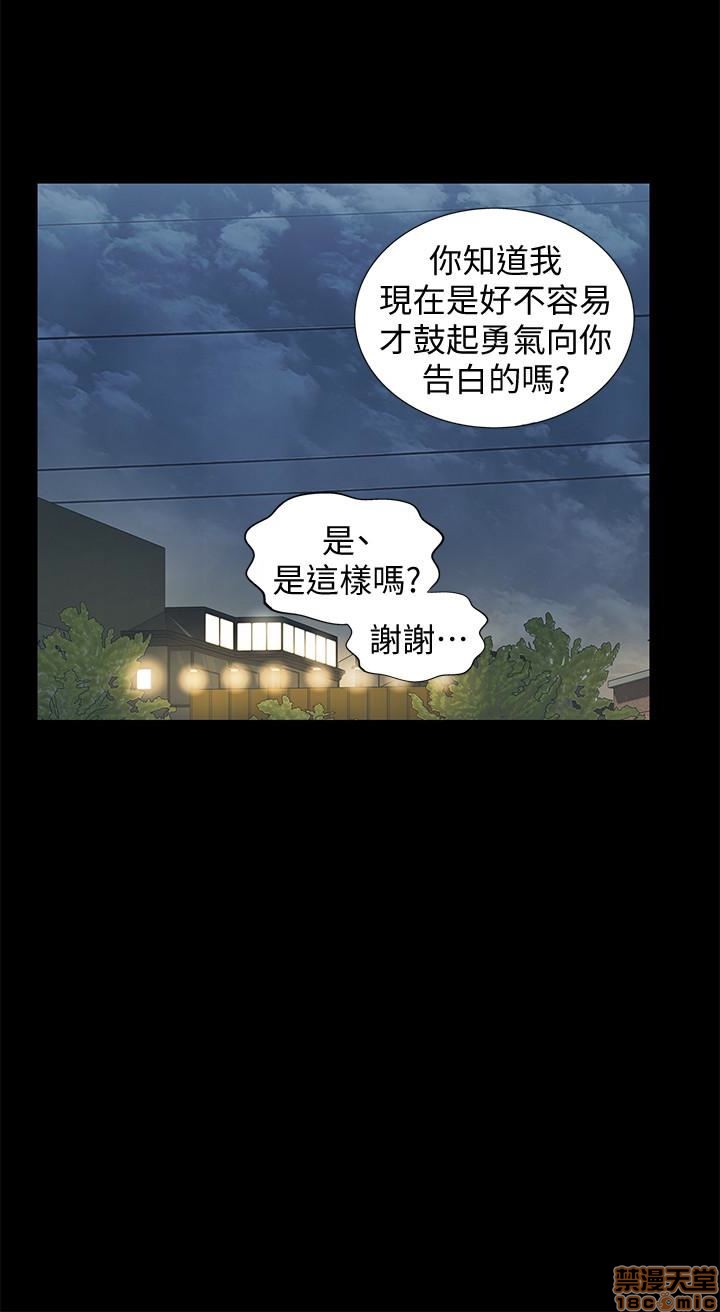 你知道我
現在是好不容易
才鼓起勇氣向你
告白的嗎?
是、
是這樣嗎?
謝謝…
禁漫天堂
18comic